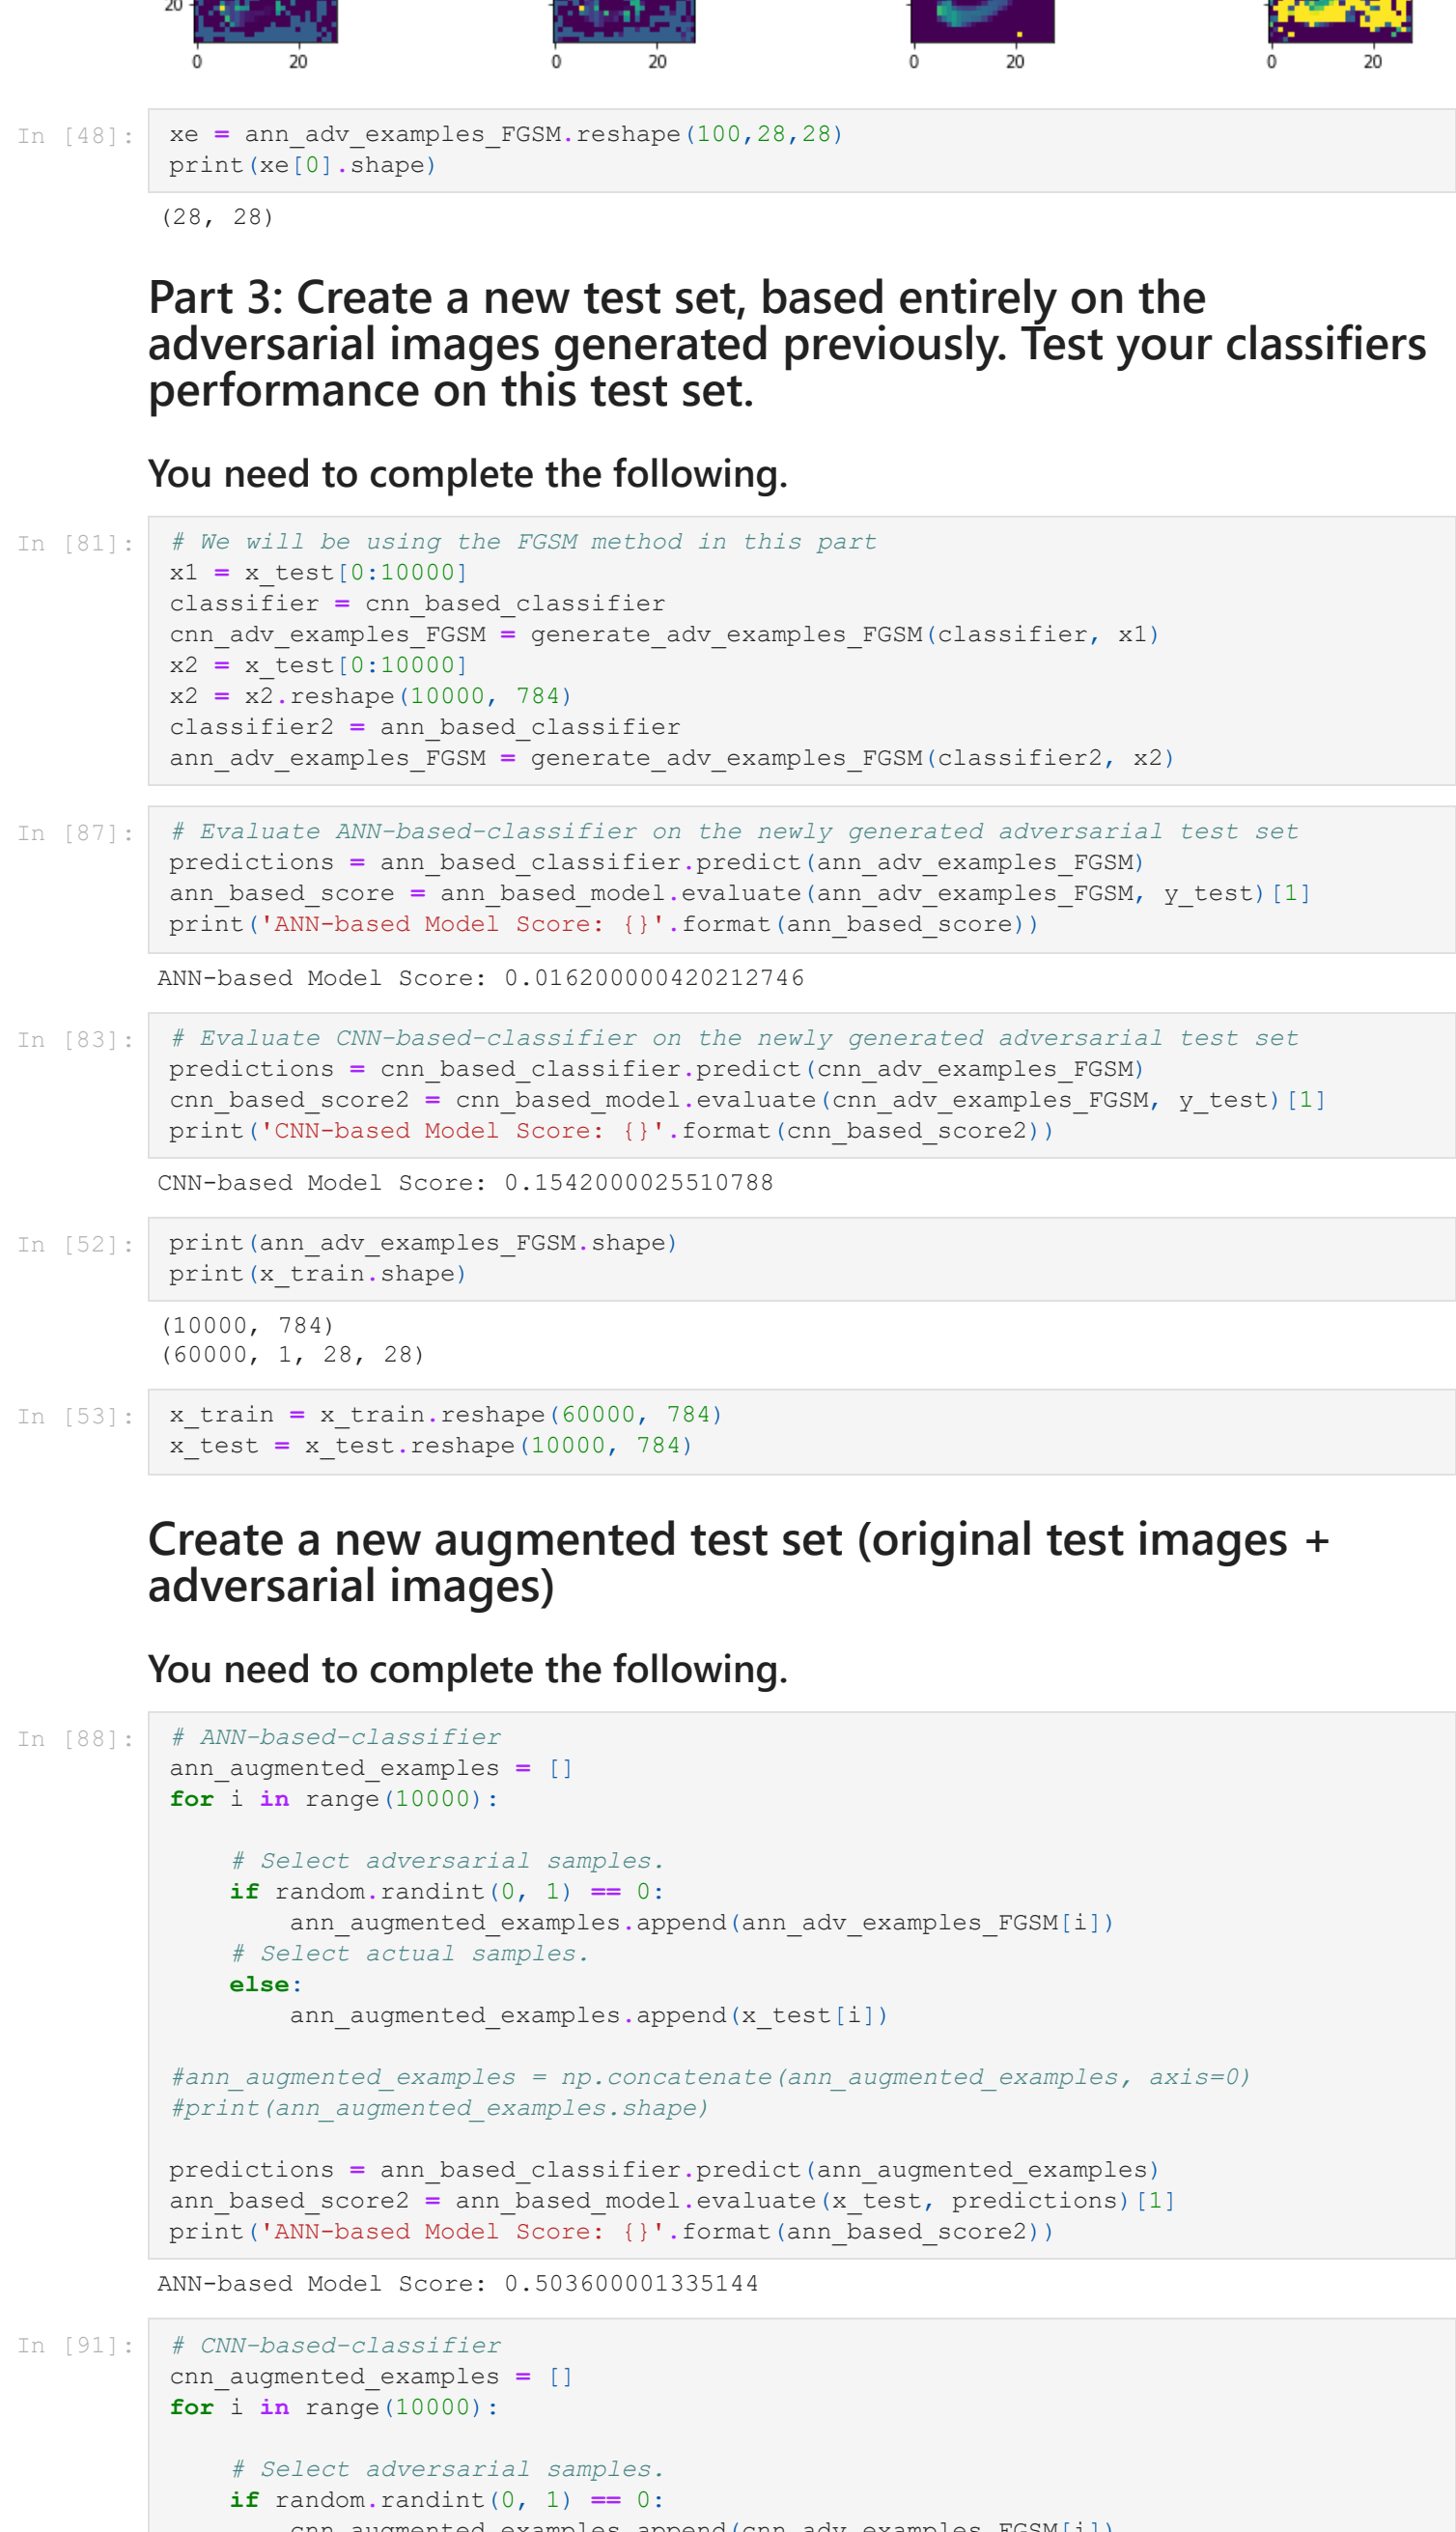 20
0 20 0 20 0 20 0 20
In [48]: xe = ann_adv_examples_FGSM.reshape(100,28,28)
print(xe[0].shape)
(28, 28)
Part 3: Create a new test set, based entirely on the
adversarial images generated previously. Test your classifiers
performance on this test set.
You need to complete the following.
In [81]: # We will be using the FGSM method in this part
x1 = x_test[0:10000]
classifier = cnn_based_classifier
cnn_adv_examples_FGSM = generate_adv_examples_FGSM(classifier, x1)
x2 = x_test[0:10000]
x2 = x2.reshape(10000, 784)
classifier2 = ann_based_classifier
ann_adv_examples_FGSM = generate_adv_examples_FGSM(classifier2, x2)
In [87]: # Evaluate ANN-based-classifier on the newly generated adversarial test set
predictions = ann_based_classifier.predict(ann_adv_examples_FGSM)
ann_based_score = ann_based_model.evaluate(ann_adv_examples_FGSM, y_test)[1]
print('ANN-based Model Score: {}'.format(ann_based_score))
ANN-based Model Score: 0.016200000420212746
In [83]: # Evaluate CNN-based-classifier on the newly generated adversarial test set
predictions = cnn_based_classifier.predict(cnn_adv_examples_FGSM)
cnn_based_score2 = cnn_based_model.evaluate(cnn_adv_examples_FGSM, y_test)[1]
print('CNN-based Model Score: {}'.format(cnn_based_score2))
CNN-based Model Score: 0.1542000025510788
In [52]: print(ann_adv_examples_FGSM.shape)
print(x_train.shape)
(10000, 784)
(60000, 1, 28, 28)
In [53]: x_train = x_train.reshape(60000, 784)
x_test = x_test.reshape(10000, 784)
Create a new augmented test set (original test images +
adversarial images)
You need to complete the following.
In [88]: # ANN-based-classifier
ann_augmented_examples = []
for i in range(10000):
# Select adversarial samples.
if random.randint(0, 1) == 0:
ann_augmented_examples.append(ann_adv_examples_FGSM[i])
# Select actual samples.
else:
ann_augmented_examples.append(x_test[i])
#ann_augmented_examples = np.concatenate(ann_augmented_examples, axis=0)
#print(ann_augmented_examples.shape)
predictions = ann_based_classifier.predict(ann_augmented_examples)
ann_based_score2 = ann_based_model.evaluate(x_test, predictions)[1]
print('ANN-based Model Score: {}'.format(ann_based_score2))
ANN-based Model Score: 0.503600001335144
In [91]: # CNN-based-classifier
cnn_augmented_examples = []
for i in range(10000):
# Select adversarial samples.
if random.randint(0, 1) == 0:
cnn_augmented_examples.append(cnn_adv_examples_FGSM[i])